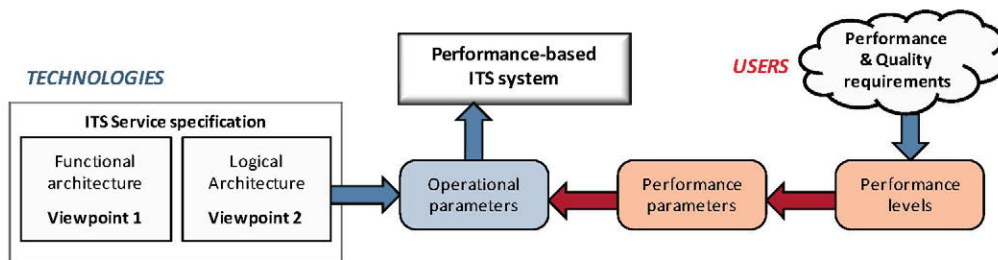 TECHNOLOGIES
ITS Service specification
Functional
architecture
Viewpoint 1
Logical
Architecture
Viewpoint 2
Performance-based
ITS system
Operational
parameters
USERS
Performance
& Quality
requirements
Performance
parameters
Performance
levels